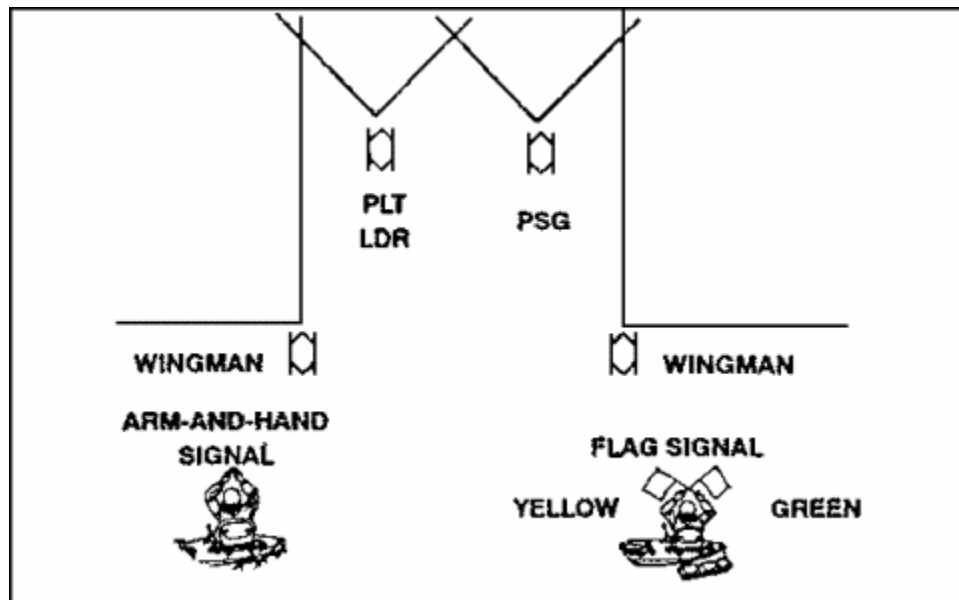 PLT
LDR
PSG
WINGMAN
WINGMAN
ARM-AND-HAND
SIGNAL
FLAG SIGNAL
YELLOW
GREEN